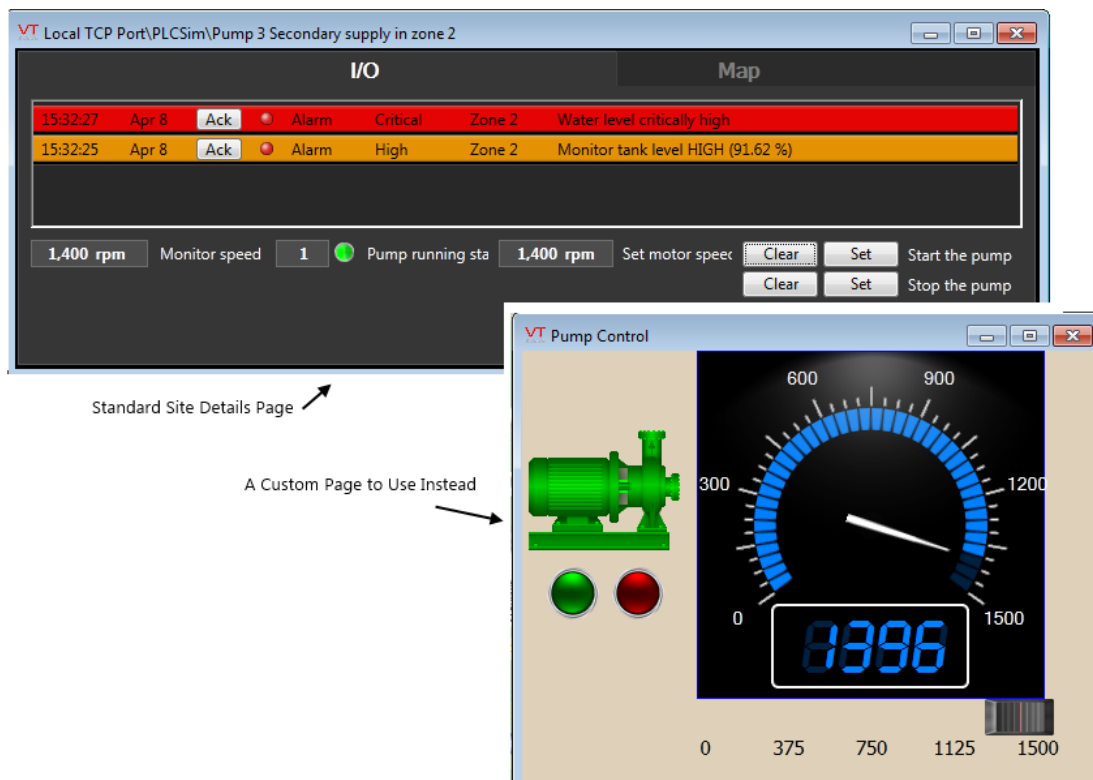 VT Local TCP Port\PLCSim\Pump 3 Secondary supply in zone 2
I/O Map
15:32:27 Apr 8 Ack Alarm Critical Zone 2 Water level critically high
15:32:25 Apr 8 Ack Alarm High Zone 2 Monitor tank level HIGH (91.62 %)
1,400 rpm Monitor speed 1 Pump running sta 1,400 rpm Set motor speed Clear Set Start the pump
Clear Set Stop the pump
Standard Site Details Page
A Custom Page to Use Instead
VT Pump Control
600 900
300 1200
0 1500
1396
0 375 750 1125 1500